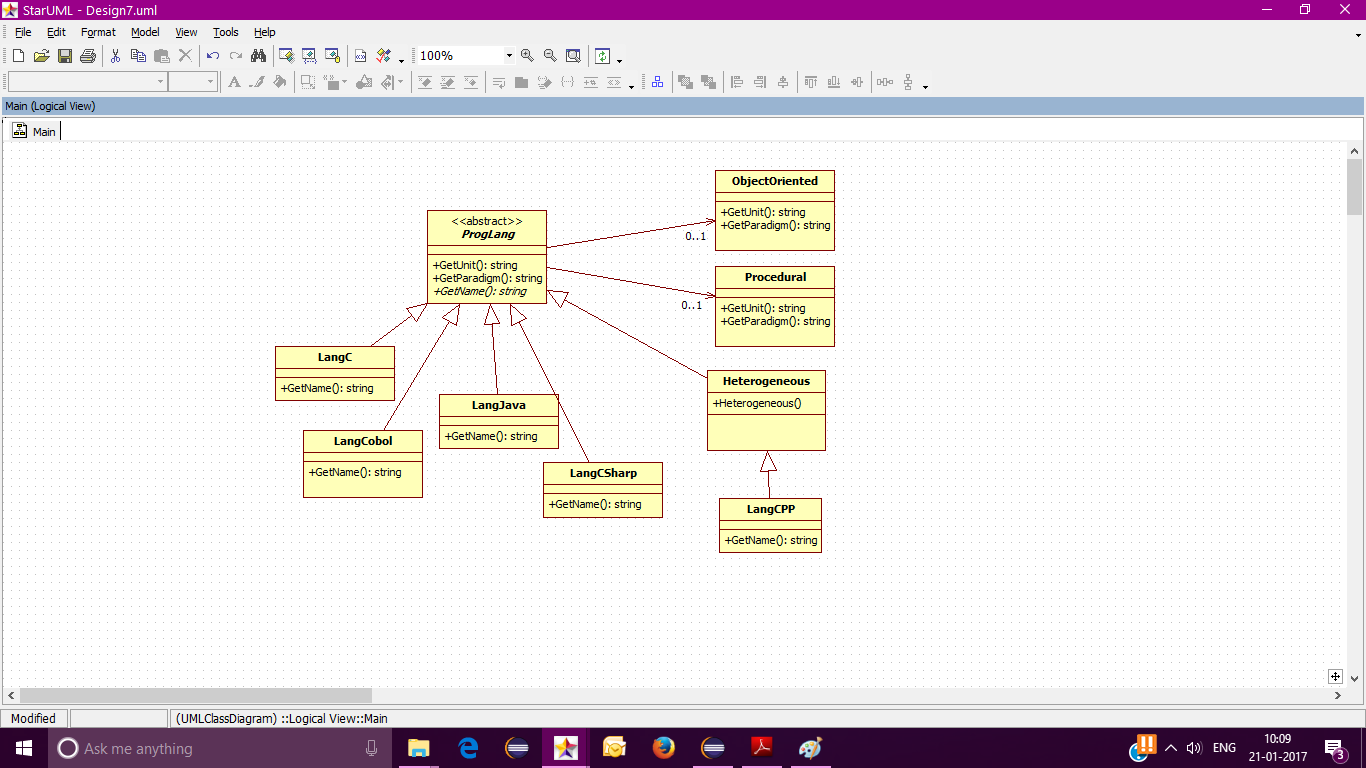 StarUML - Design7.uml
File Edit Format Model View Tools Help
100%
Main (Logical View)
Main
ObjectOriented
+GetUnit(): string
+GetParadigm(): string
<<abstract>>
ProgLang
+GetUnit(): string
+GetParadigm(): string
+GetName(): string
0..1
Procedural
+GetUnit(): string
+GetParadigm(): string
0..1
LangC
+GetName(): string
Heterogeneous
+Heterogeneous()
LangJava
+GetName(): string
LangCobol
+GetName(): string
LangCSharp
+GetName(): string
LangCPP
+GetName(): string
Modified
(UMLClassDiagram) ::Logical View::Main
Ask me anything
ENG
10:09
21-01-2017
3